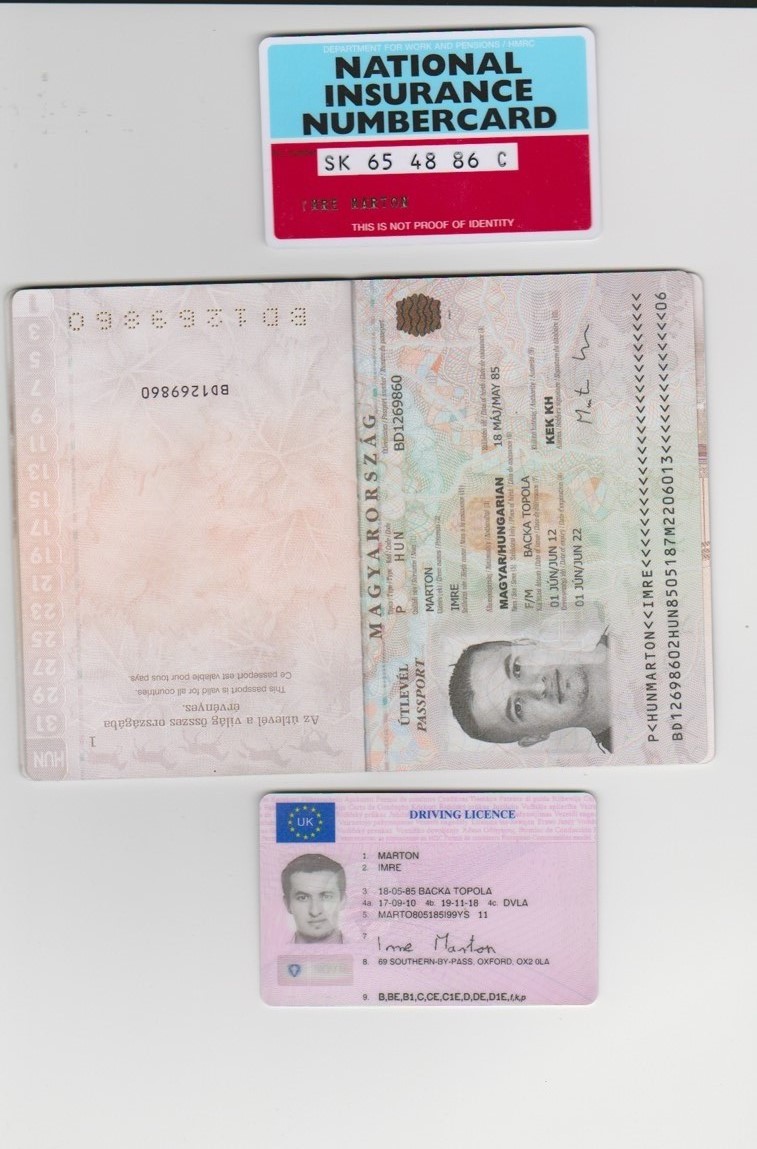 DEPARTMENT FOR WORK AND PENSIONS / HMRC
NATIONAL
INSURANCE
NUMBERCARD
SK 65 48 86 C
IMRE MARTON
THIS IS NOT PROOF OF IDENTITY
1
3
5
7
9
11
13
15
17
19
21
23
25
27
29
31
HUN
BD1269860
BD1269860
Ce passeport est valable pour tous pays.
This passport is valid for all countries.
Az útlevél a világ összes országába
érvényes.
1
MAGYARORSZÁG
ÚTLEVÉL
PASSPORT
P HUN BD1269860
MARTON
IMRE
MAGYAR/HUNGARIAN 18 MÁJ/MAY 85
F/M BACKA TOPOLA
01 JÚN/JUN 12 KEK KH
01 JÚN/JUN 22
P<HUNMARTON<<IMRE<<<<<<<<<<<<<<<<<<<<<<<<<<<
BD12698602HUN8505187M2206013<<<<<<<<<<<<<<06
UK
DRIVING LICENCE
1. MARTON
2. IMRE
3 18-05-85 BACKA TOPOLA
4a 17-09-10 4b 19-11-18 4c DVLA
5 MARTO805185I99YS 11
7 Imre Marton
8. 69 SOUTHERN-BY-PASS, OXFORD, OX2 0LA
9. B,BE,B1,C,CE,C1E,D,DE,D1E,f,k,p